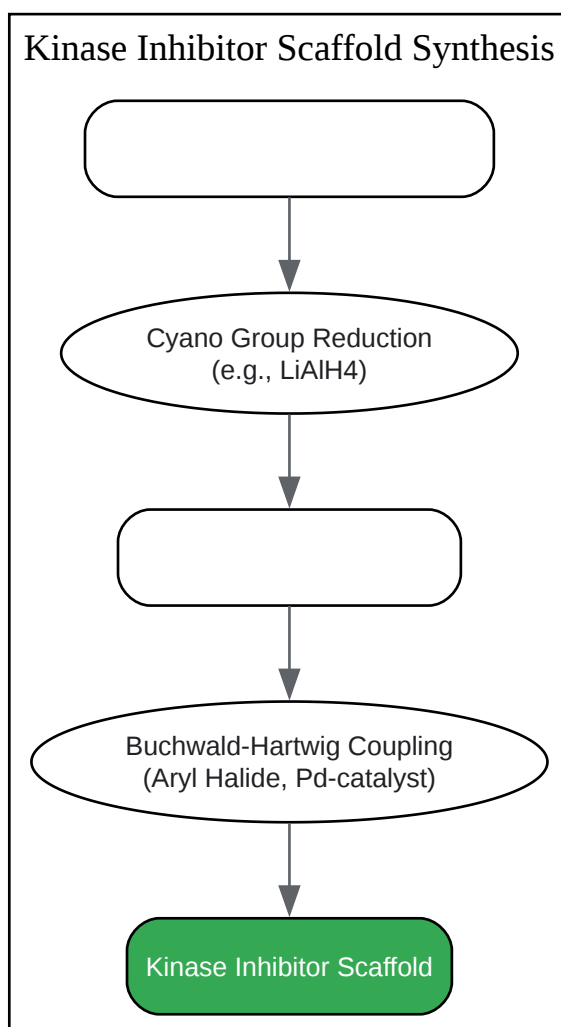 Kinase Inhibitor Scaffold Synthesis
Cyano Group Reduction
(e.g., LiAlH4)
Buchwald-Hartwig Coupling
(Aryl Halide, Pd-catalyst)
Kinase Inhibitor Scaffold